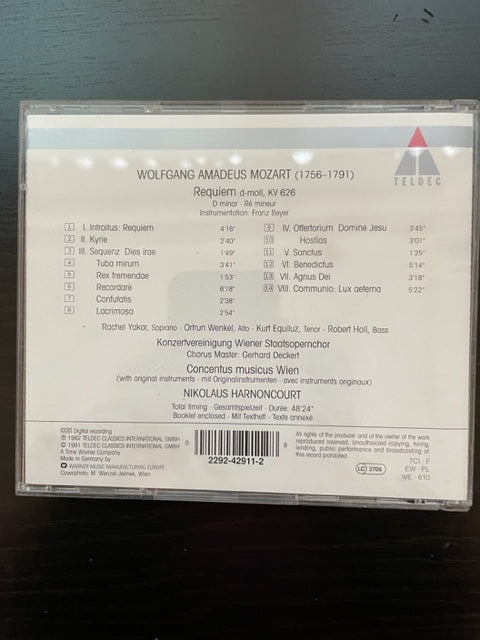 TELDEC
WOLFGANG AMADEUS MOZART (1756-1791)
Requiem d-moll, KV 626
D minor · Ré mineur
Instrumentation: Franz Beyer
1 I. Introitus: Requiem 4'16"
2 II. Kyrie 2'40"
3 III. Sequenz Dies irae 1'49"
4 Tuba mirum 3'41"
5 Rex tremendae 1'53"
6 Recordare 6'18"
7 Confutatis 2'38"
8 Lacrimosa 2'54"
9 IV. Offertorium Domine Jesu 3'45"
10 Hostias 3'01"
11 V. Sanctus 1'25"
12 VI. Benedictus 5'14"
13 VII. Agnus Dei 3'18"
14 VIII. Communio: Lux aeterna 5'22"
Rachel Yakar, Soprano · Ortrun Wenkel, Alto · Kurt Equiluz, Tenor · Robert Holl, Bass
Konzertvereinigung Wiener Staatsopernchor
Chorus Master: Gerhard Deckert
Concentus musicus Wien
(with original instruments · mit Originalinstrumenten · avec instruments originaux)
NIKOLAUS HARNONCOURT
Total timing · Gesamtspielzeit · Durée: 48'24"
Booklet enclosed · Mit Textheft · Texte annexé
DDD Digital recording
℗ 1982 TELDEC CLASSICS INTERNATIONAL GMBH
© 1991 TELDEC CLASSICS INTERNATIONAL GMBH
A Time Warner Company
Made in Germany by
WARNER MUSIC MANUFACTURING EUROPE
Coverphoto: M. Wenzel-Jelinek, Wien
0
2292-42911-2
8
All rights of the producer and of the owner of the work
reproduced reserved. Unauthorized copying, hiring,
lending, public performance and broadcasting of
this record prohibited.
LC 3706
TCI · F
EW · PL
WE · 810